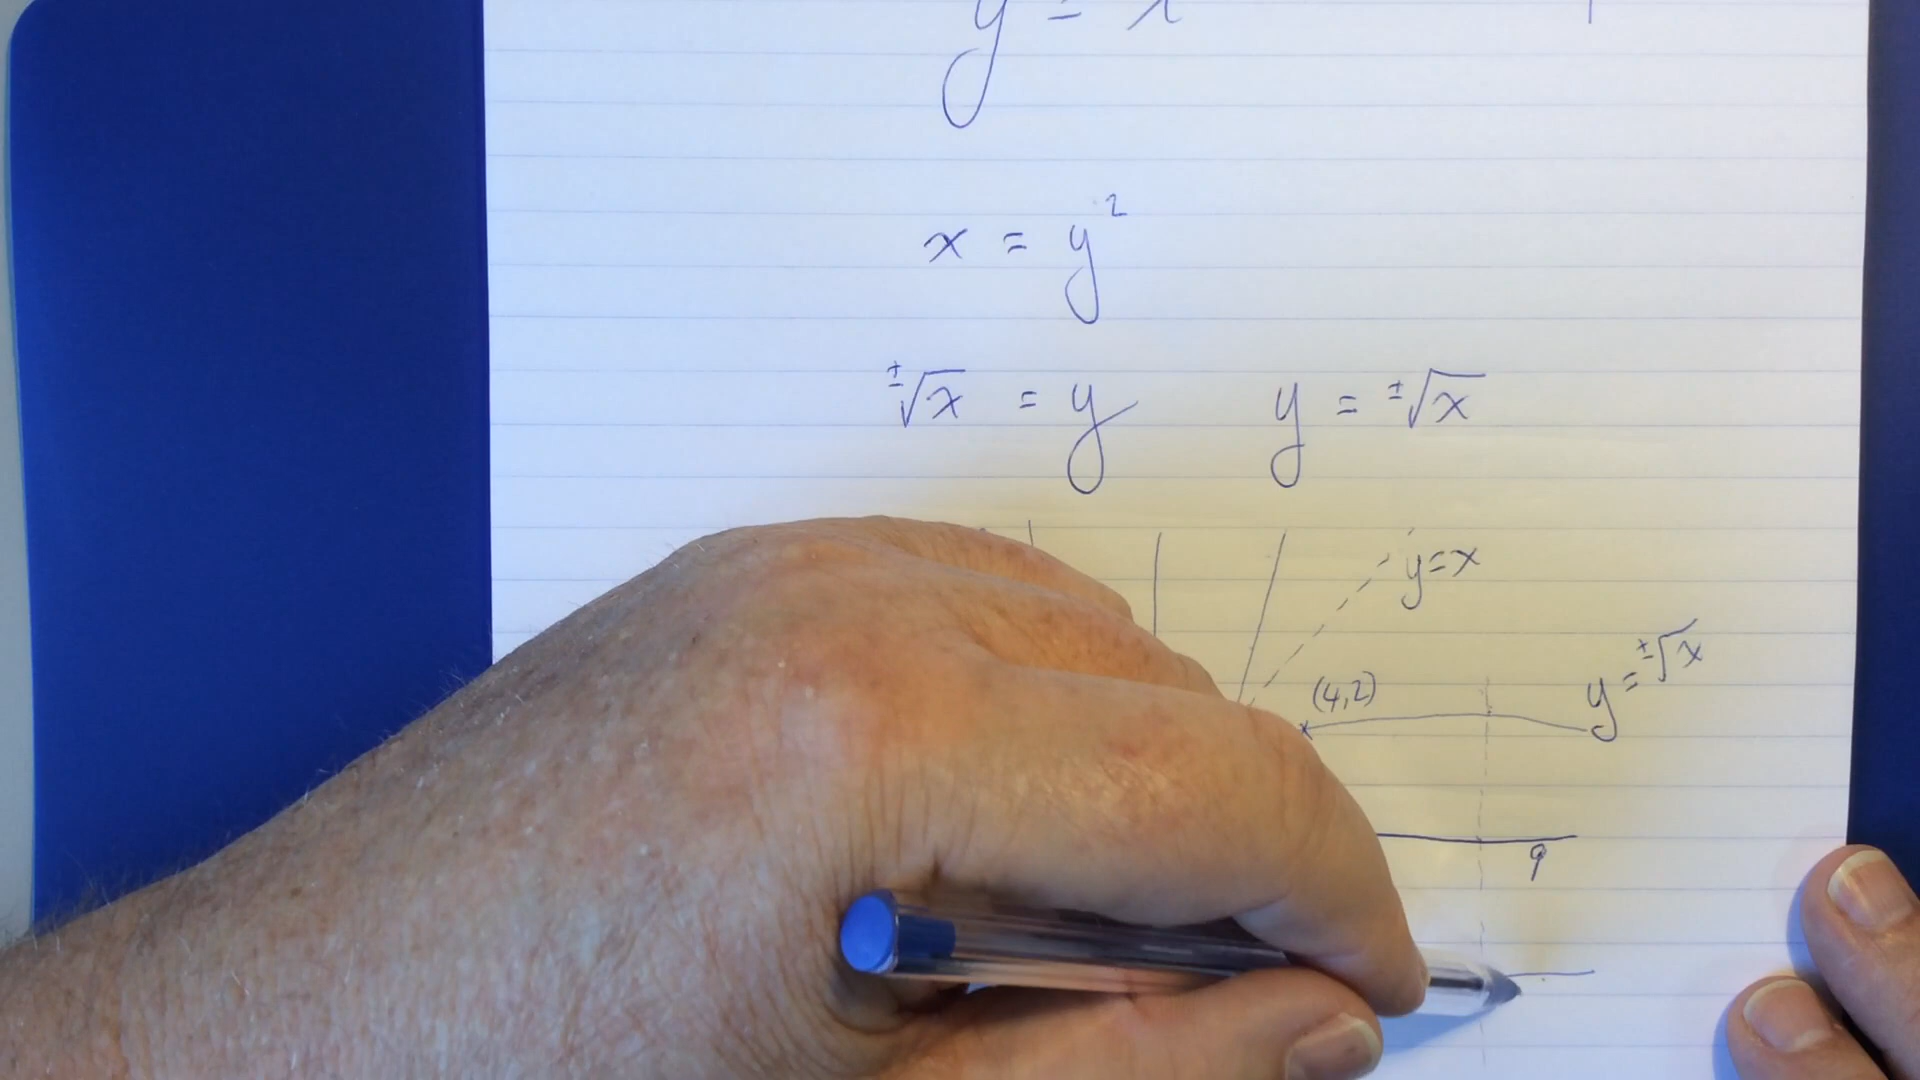 y = x
x = y²
±√x = y y = ±√x
y=x
y=±√x
(4,2)
9